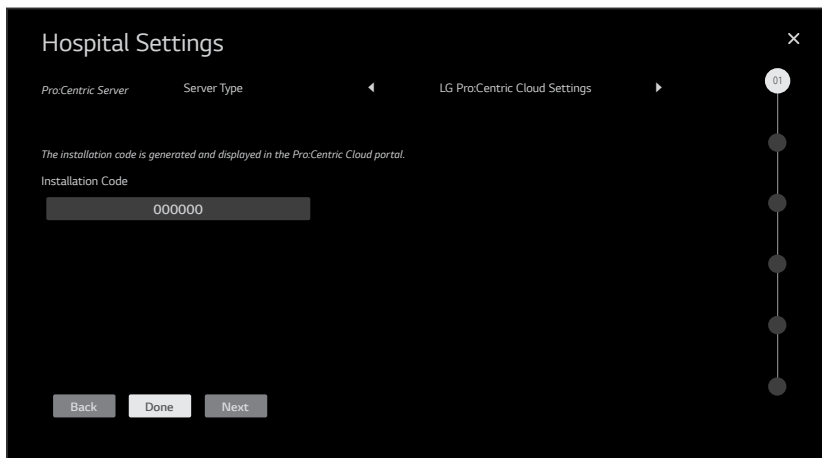 Hospital Settings
Pro:Centric Server Server Type LG Pro:Centric Cloud Settings
01
The installation code is generated and displayed in the Pro:Centric Cloud portal.
Installation Code
000000
Back Done Next